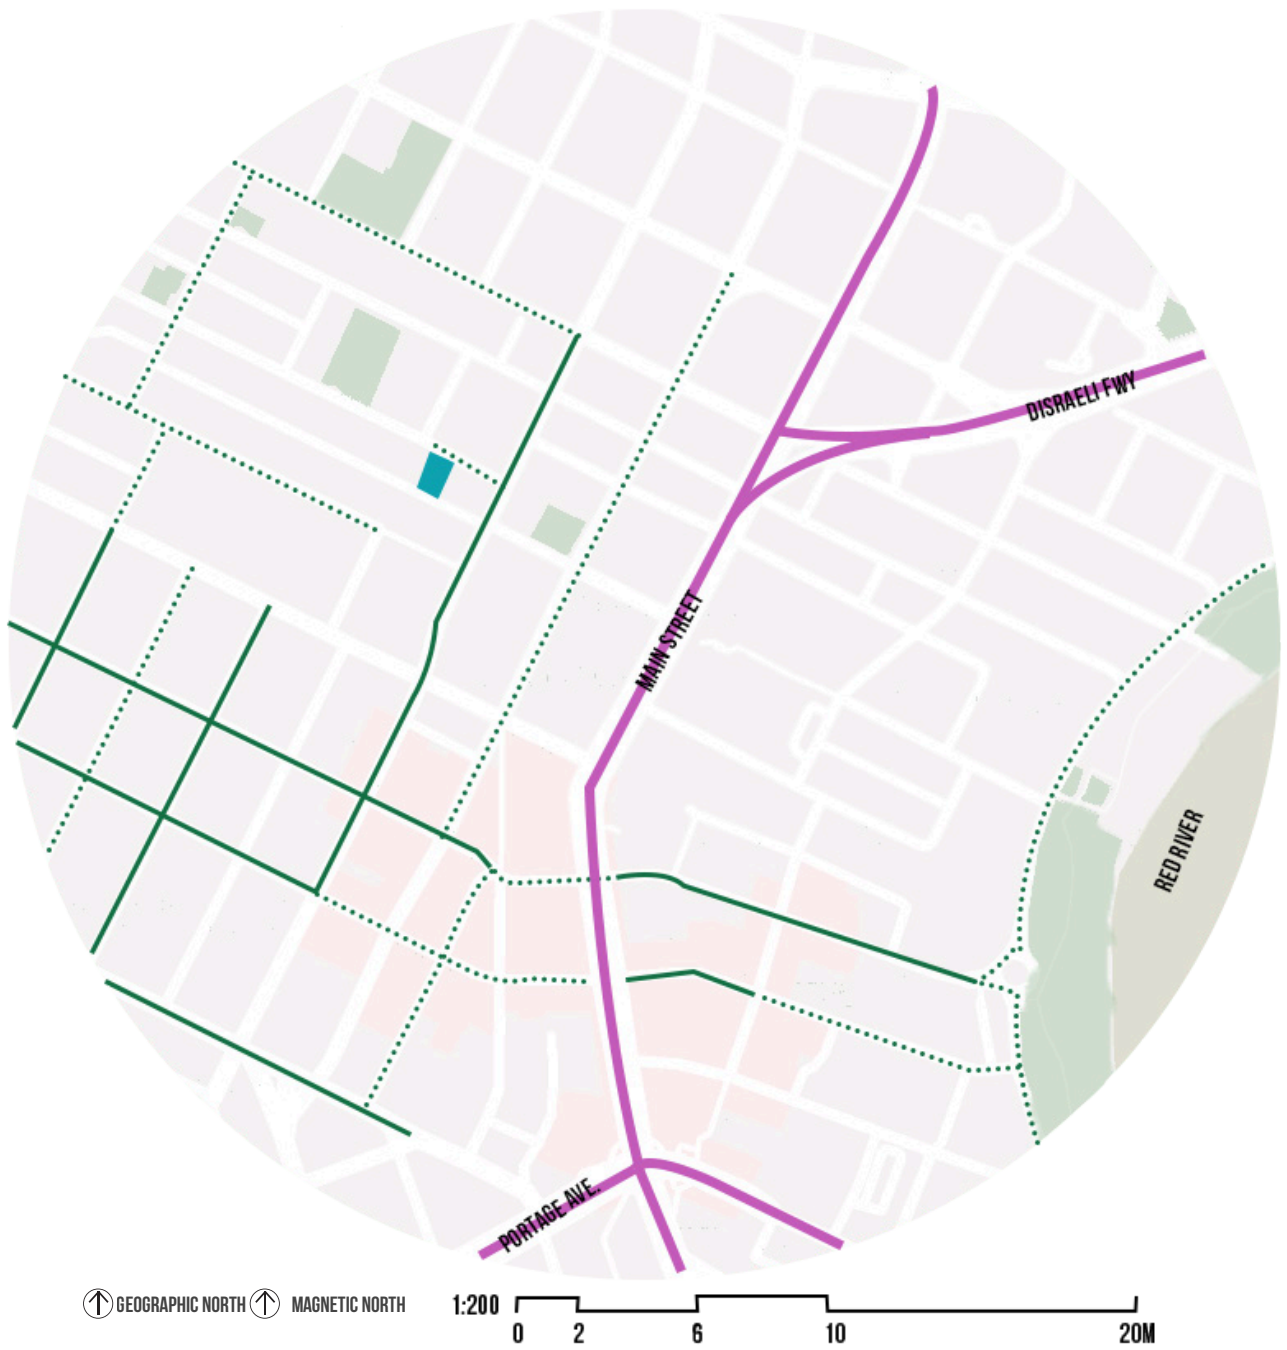 DISRAELI FWY
MAIN STREET
RED RIVER
PORTAGE AVE.
GEOGRAPHIC NORTH
MAGNETIC NORTH
1:200
0 2 6 10 20M